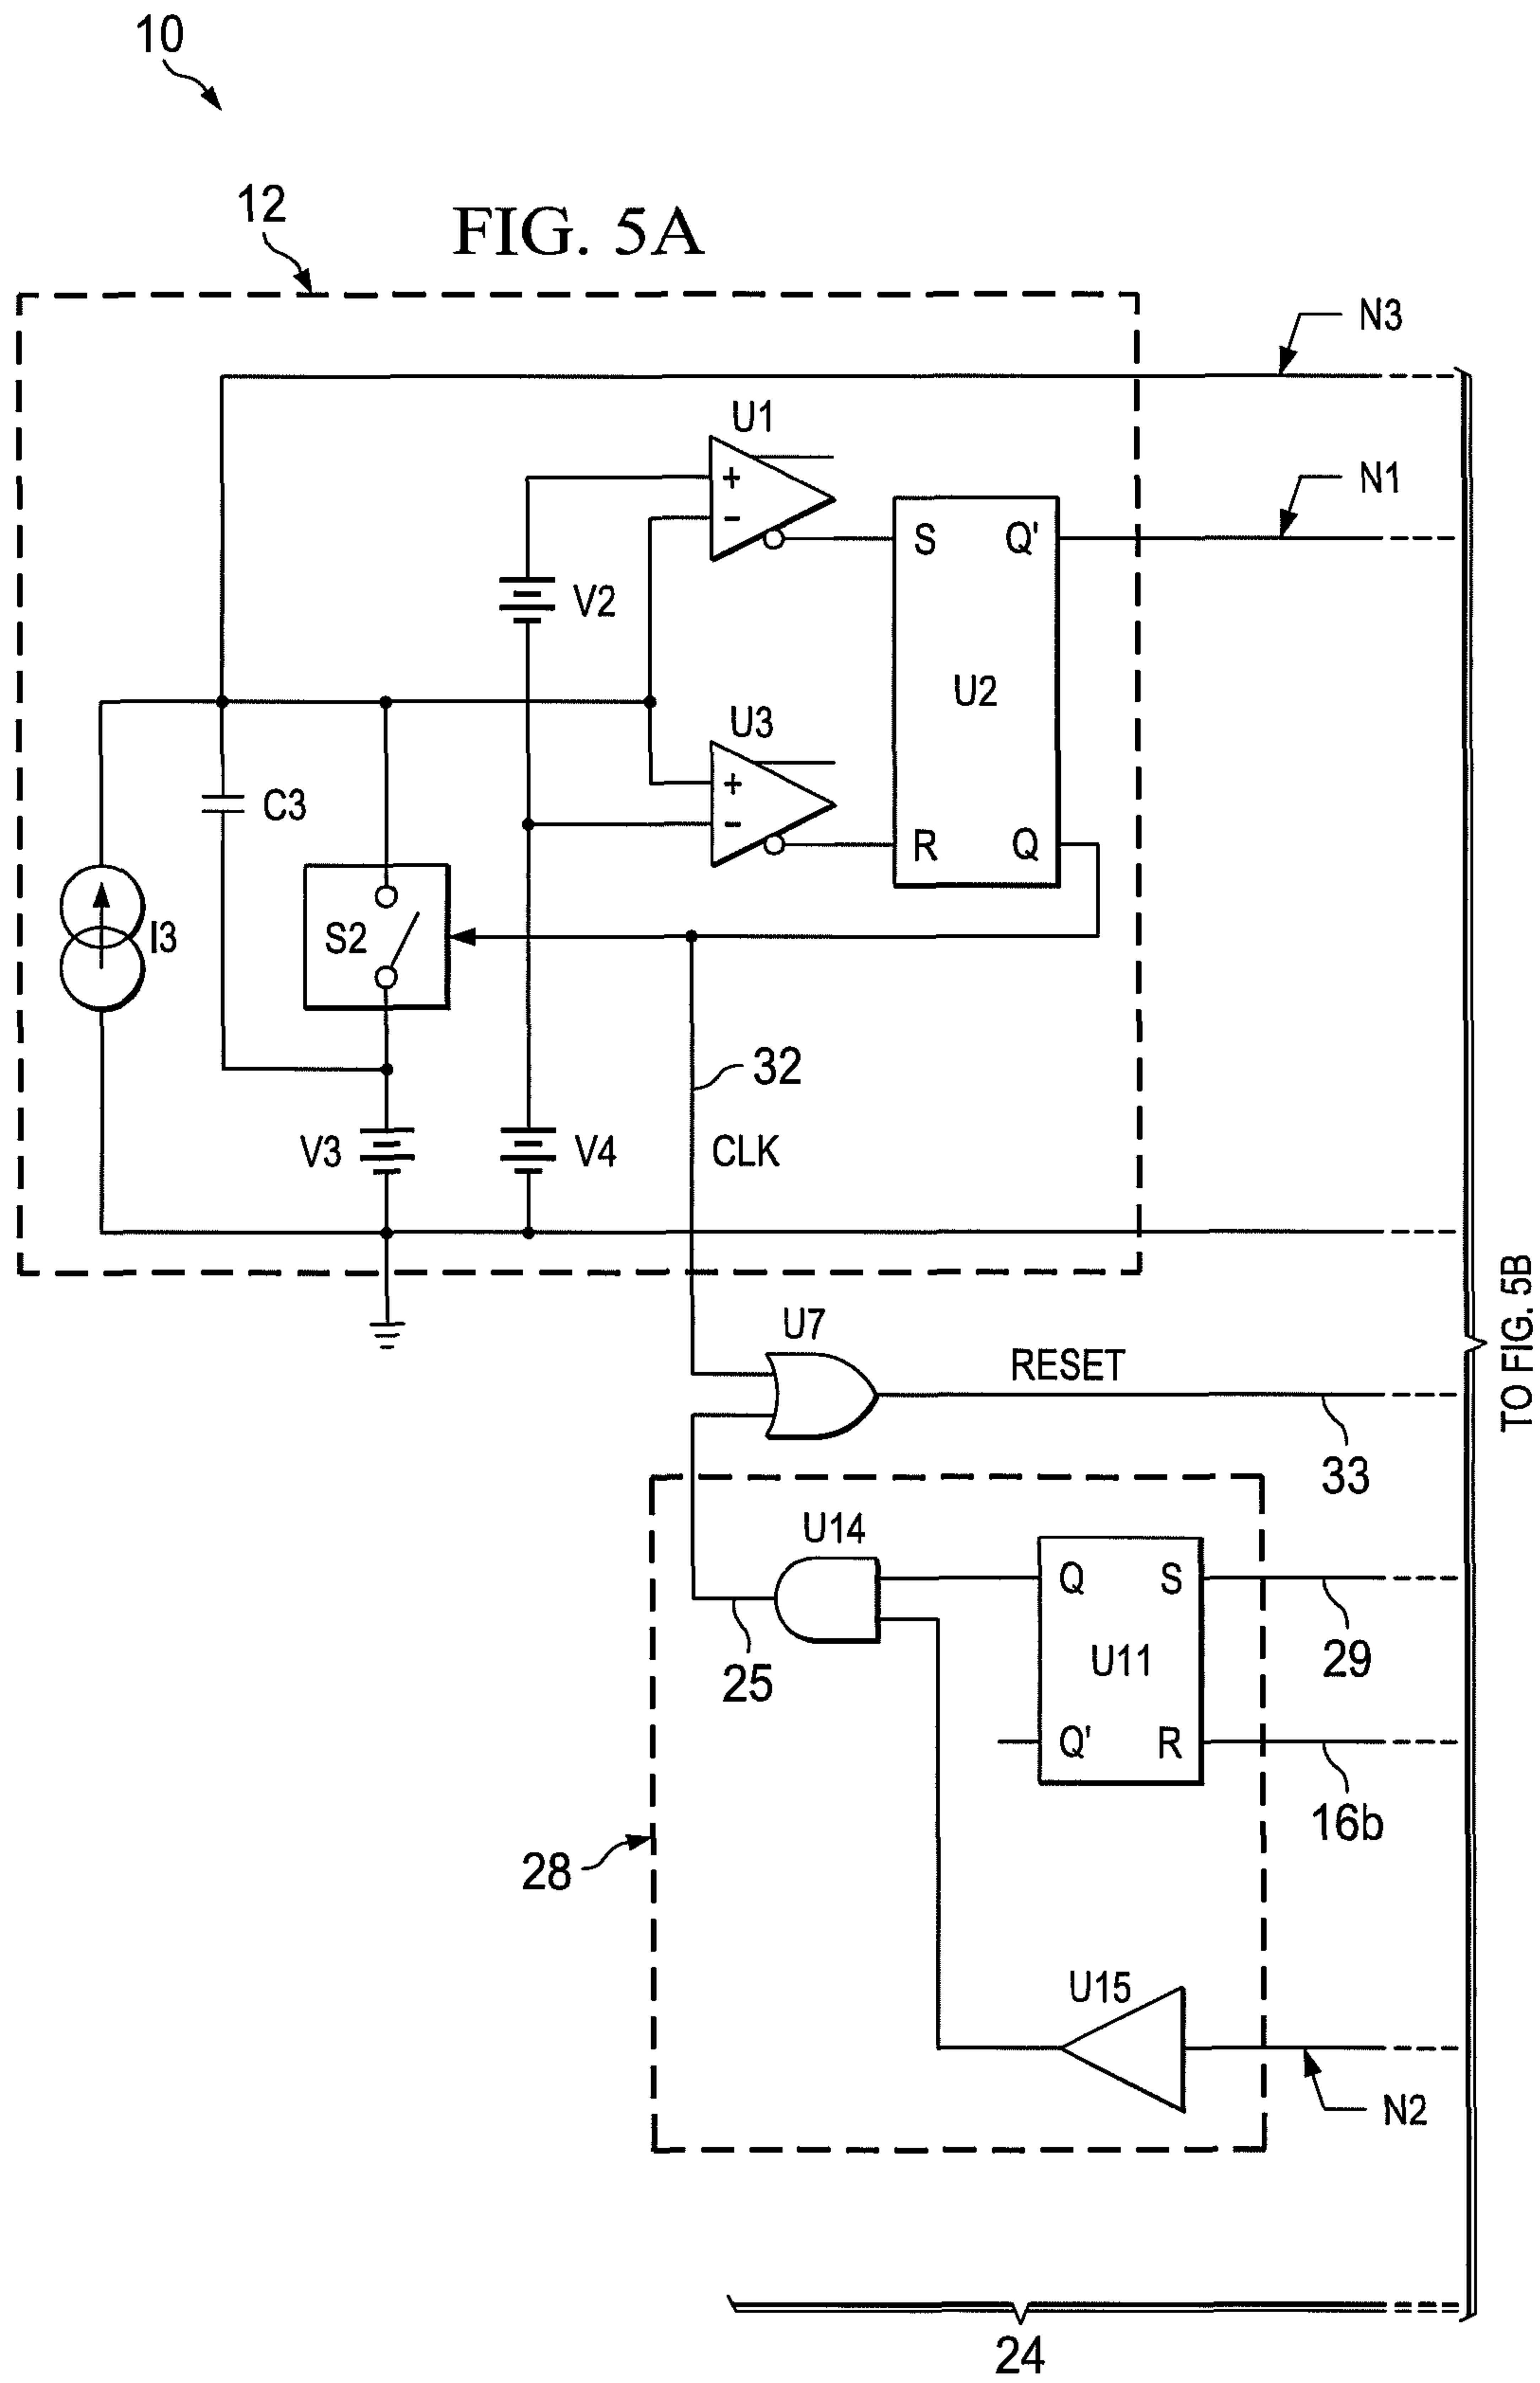 10
12
FIG. 5A
N3
U1
N1
+
-
S Q'
V2
U2
U3
+
C3
-
R Q
S2
I3
32
V3
V4
CLK
TO FIG. 5B
U7
RESET
33
U14
Q S
25
U11
29
Q' R
16b
28
U15
N2
24